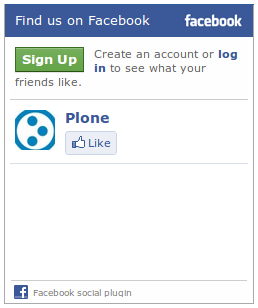 Find us on Facebook facebook
Sign Up Create an account or log
in to see what your
friends like.
Plone
Like
Facebook social plugin